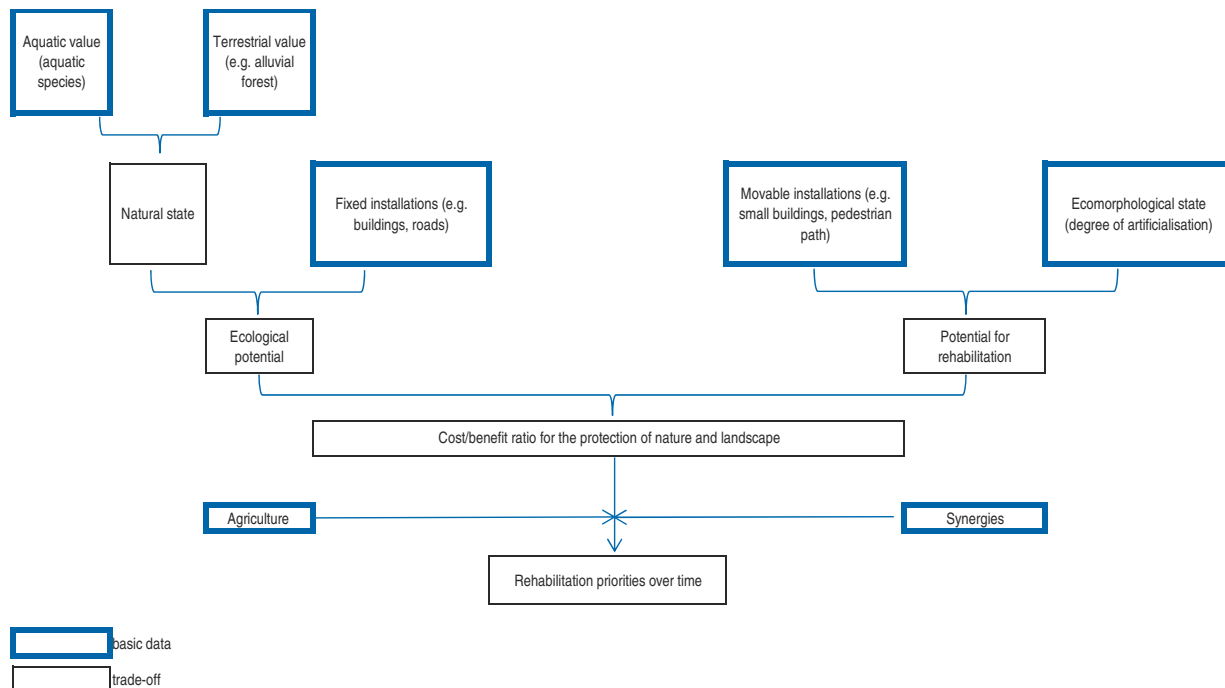 Aquatic value
(aquatic
species)
Terrestrial value
(e.g. alluvial
forest)
Natural state
Fixed installations (e.g.
buildings, roads)
Movable installations (e.g.
small buildings, pedestrian
path)
Ecomorphological state
(degree of artificialisation)
Ecological
potential
Potential for
rehabilitation
Cost/benefit ratio for the protection of nature and landscape
Agriculture
Synergies
Rehabilitation priorities over time
basic data
trade-off